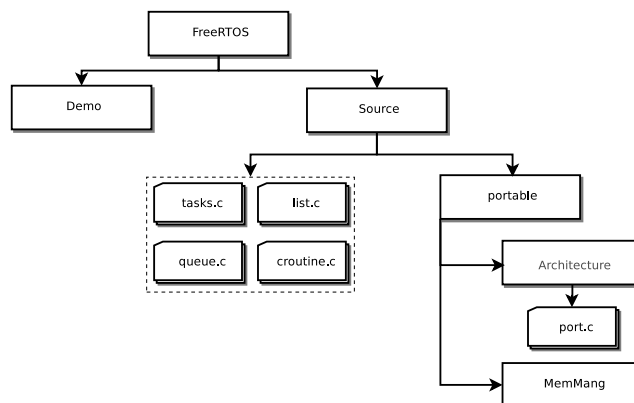 FreeRTOS
Demo
Source
tasks.c
list.c
portable
queue.c
croutine.c
Architecture
port.c
MemMang